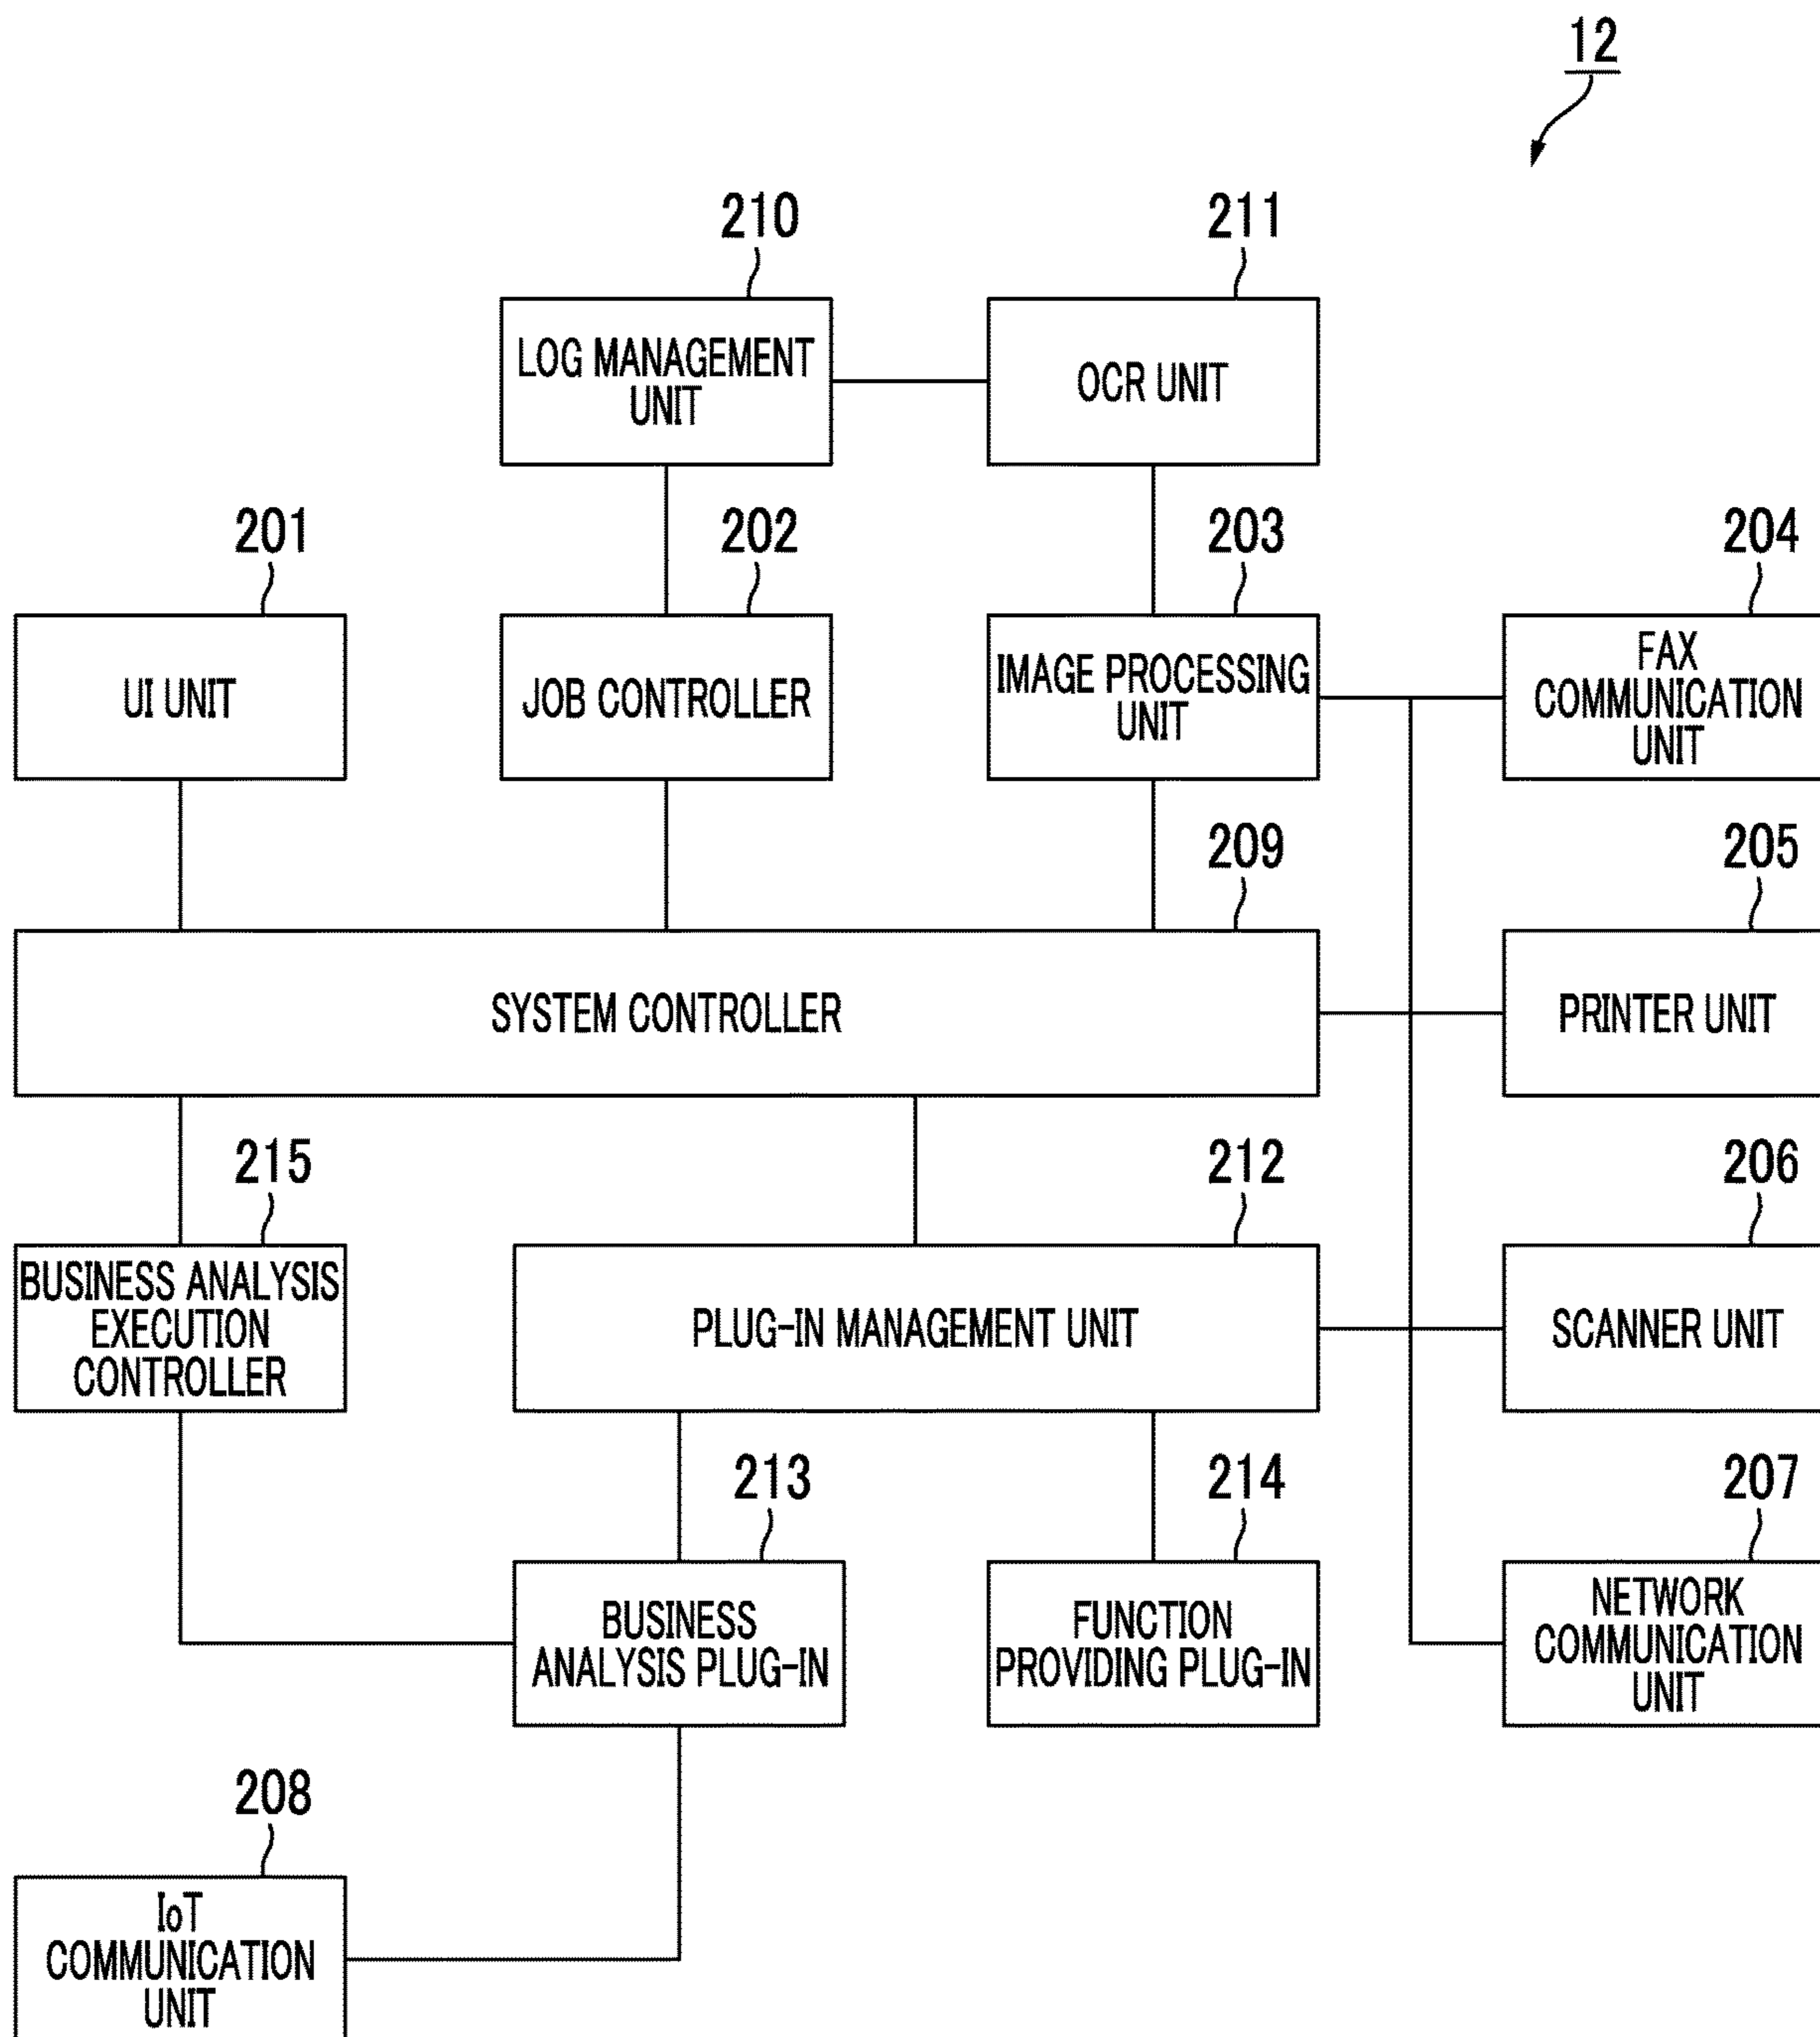 12
210
211
LOG MANAGEMENT
UNIT
OCR UNIT
201
202
203
204
UI UNIT
JOB CONTROLLER
IMAGE PROCESSING
UNIT
FAX
COMMUNICATION
UNIT
209
205
SYSTEM CONTROLLER
PRINTER UNIT
215
212
206
BUSINESS ANALYSIS
EXECUTION
CONTROLLER
PLUG-IN MANAGEMENT UNIT
SCANNER UNIT
213
214
207
BUSINESS
ANALYSIS PLUG-IN
FUNCTION
PROVIDING PLUG-IN
NETWORK
COMMUNICATION
UNIT
208
IoT
COMMUNICATION
UNIT